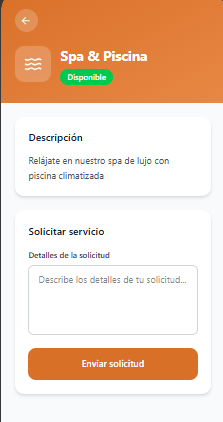 Spa & Piscina
Disponible
Descripción
Relájate en nuestro spa de lujo con
piscina climatizada
Solicitar servicio
Detalles de la solicitud
Describe los detalles de tu solicitud...
Enviar solicitud